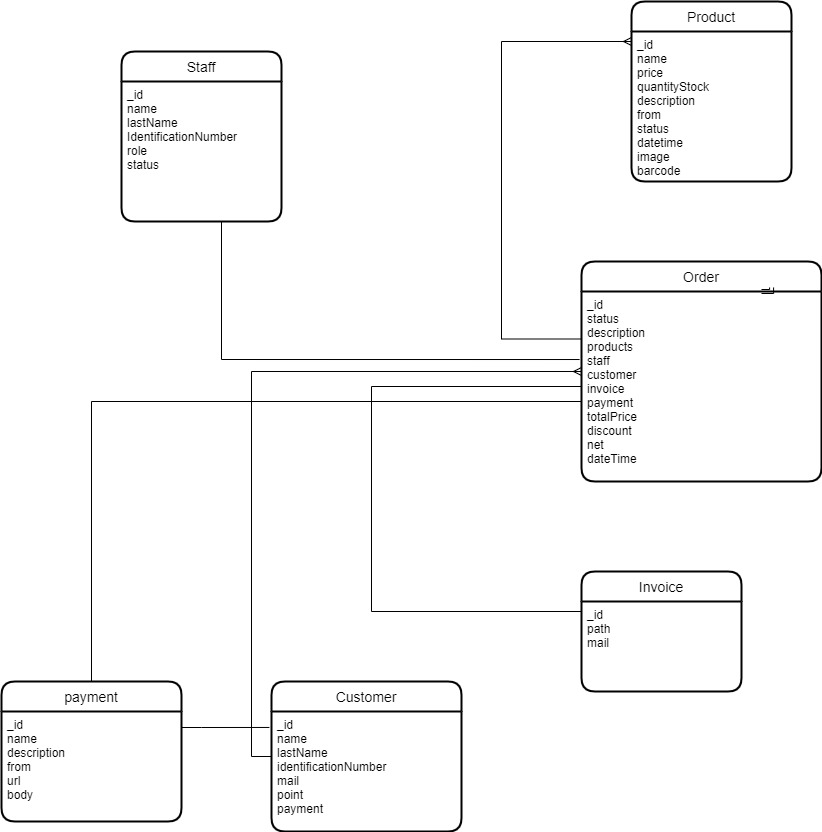 Product
_id
name
price
quantityStock
description
from
status
datetime
image
barcode
Staff
_id
name
lastName
IdentificationNumber
role
status
Order
_id
status
description
products
staff
customer
invoice
payment
totalPrice
discount
net
dateTime
Invoice
_id
path
mail
payment
_id
name
description
from
url
body
Customer
_id
name
lastName
identificationNumber
mail
point
payment